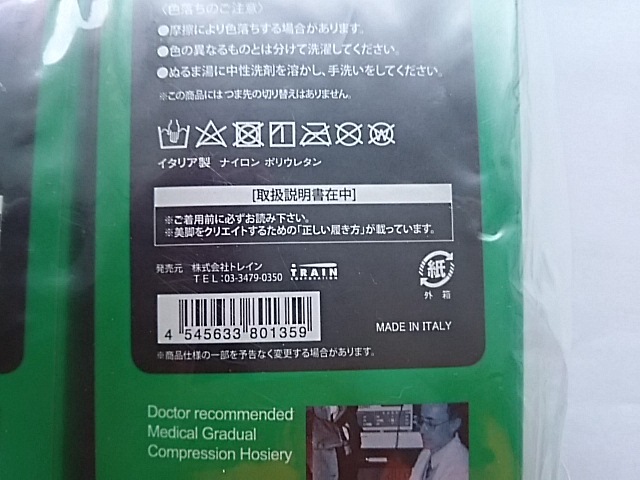 〈色落ちのご注意〉
●摩擦により色落ちする場合があります。
●色の異なるものとは分けて洗濯してください。
●ぬるま湯に中性洗剤を溶かし、手洗いをしてください。
※この商品には つま先の切り替えはありません。
イタリア製 ナイロン ポリウレタン
[取扱説明書在中]
※ご着用前に必ずお読み下さい。
※美脚をクリエイトするための「正しい履き方」が載っています。
発売元 株式会社トレイン
TEL:03-3479-0350
TRAIN
CORPORATION
紙
外箱
4 545633 801359
MADE IN ITALY
※商品仕様の一部を予告なく変更する場合があります。
Doctor recommended
Medical Gradual
Compression Hosiery